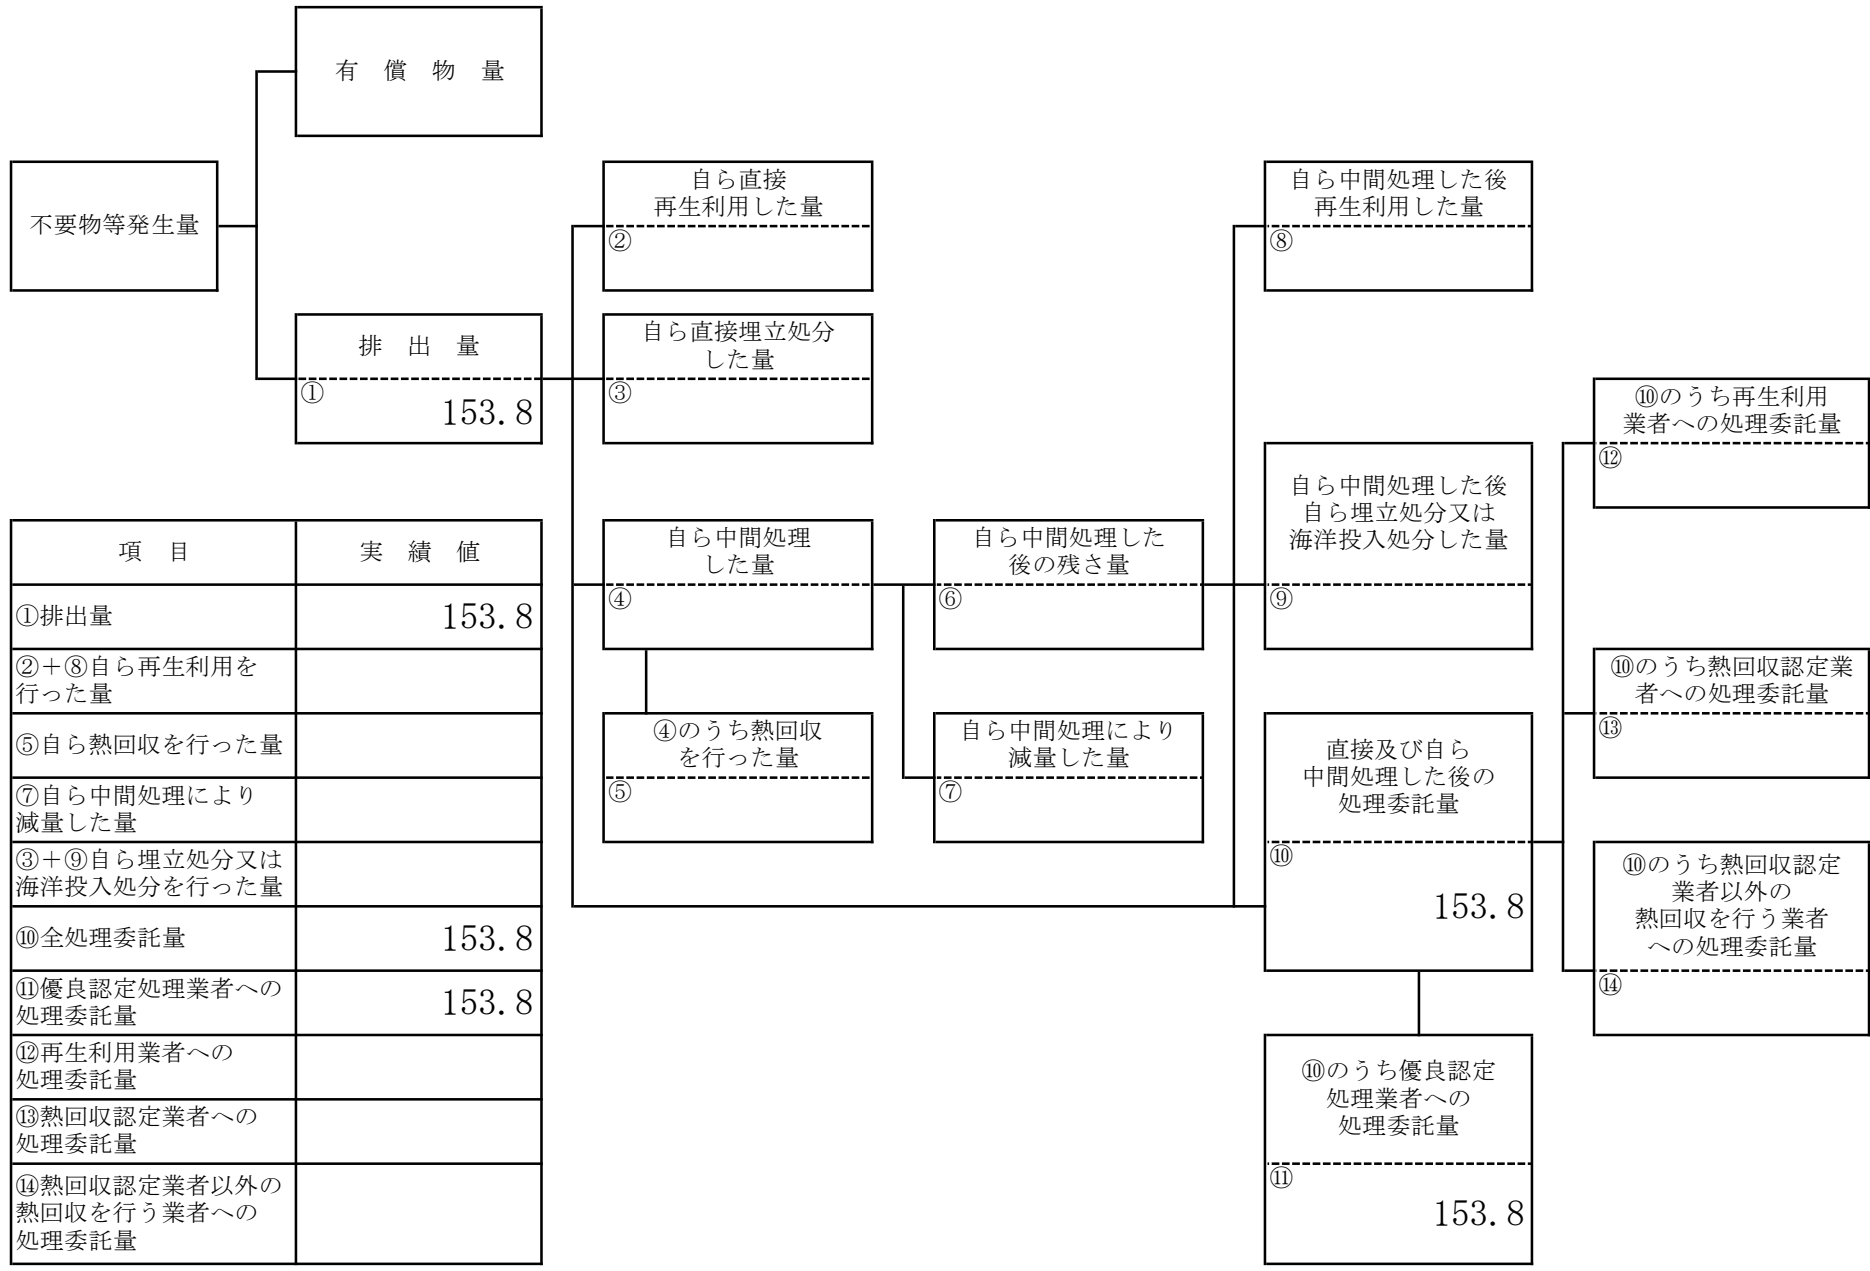 有　償　物　量
不要物等発生量
排　出　量
①
153.8
自ら直接
再生利用した量
②
自ら直接埋立処分
した量
③
自ら中間処理
した量
④
④のうち熱回収
を行った量
⑤
自ら中間処理した
後の残さ量
⑥
自ら中間処理により
減量した量
⑦
自ら中間処理した後
再生利用した量
⑧
自ら中間処理した後
自ら埋立処分又は
海洋投入処分した量
⑨
直接及び自ら
中間処理した後の
処理委託量
⑩
153.8
⑩のうち優良認定
処理業者への
処理委託量
⑪
153.8
⑩のうち再生利用
業者への処理委託量
⑫
⑩のうち熱回収認定業
者への処理委託量
⑬
⑩のうち熱回収認定
業者以外の
熱回収を行う業者
への処理委託量
⑭
項　目　実　績　値
①排出量　153.8
②＋⑧自ら再生利用を
行った量
⑤自ら熱回収を行った量
⑦自ら中間処理により
減量した量
③＋⑨自ら埋立処分又は
海洋投入処分を行った量
⑩全処理委託量　153.8
⑪優良認定処理業者への
処理委託量　153.8
⑫再生利用業者への
処理委託量
⑬熱回収認定業者への
処理委託量
⑭熱回収認定業者以外の
熱回収を行う業者への
処理委託量